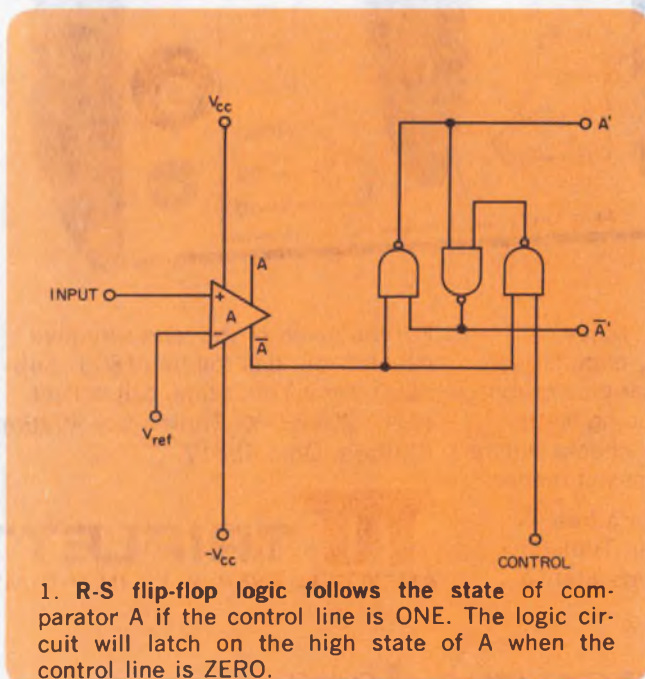 Vcc
A'
INPUT
+
A
A
−
Ā
Ā'
Vref
-Vcc
CONTROL
1. R-S flip-flop logic follows the state of com-
parator A if the control line is ONE. The logic cir-
cuit will latch on the high state of A when the
control line is ZERO.